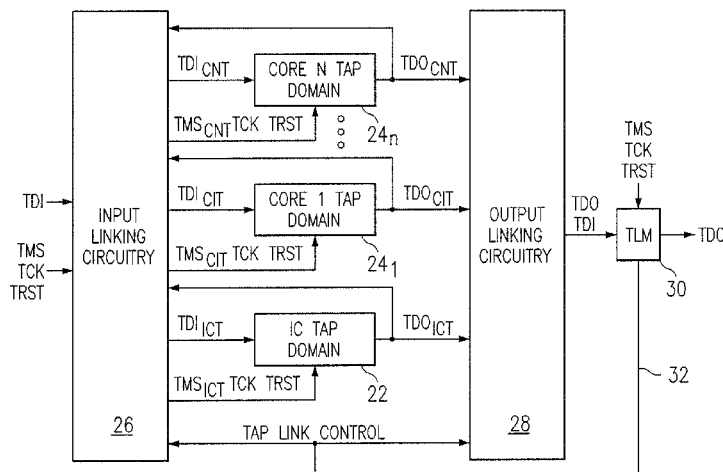 TDI
TMS
TCK
TRST
INPUT
LINKING
CIRCUITRY
26
TDI CNT
CORE N TAP
DOMAIN
TDO CNT
TMS CNT TCK TRST
24n
TDI CIT
CORE 1 TAP
DOMAIN
TDO CIT
TMS CIT TCK TRST
241
TDI ICT
IC TAP
DOMAIN
TDO ICT
TMS ICT TCK TRST
22
TAP LINK CONTROL
OUTPUT
LINKING
CIRCUITRY
28
TDO
TDI
TMS
TCK
TRST
TLM
TDO
30
32